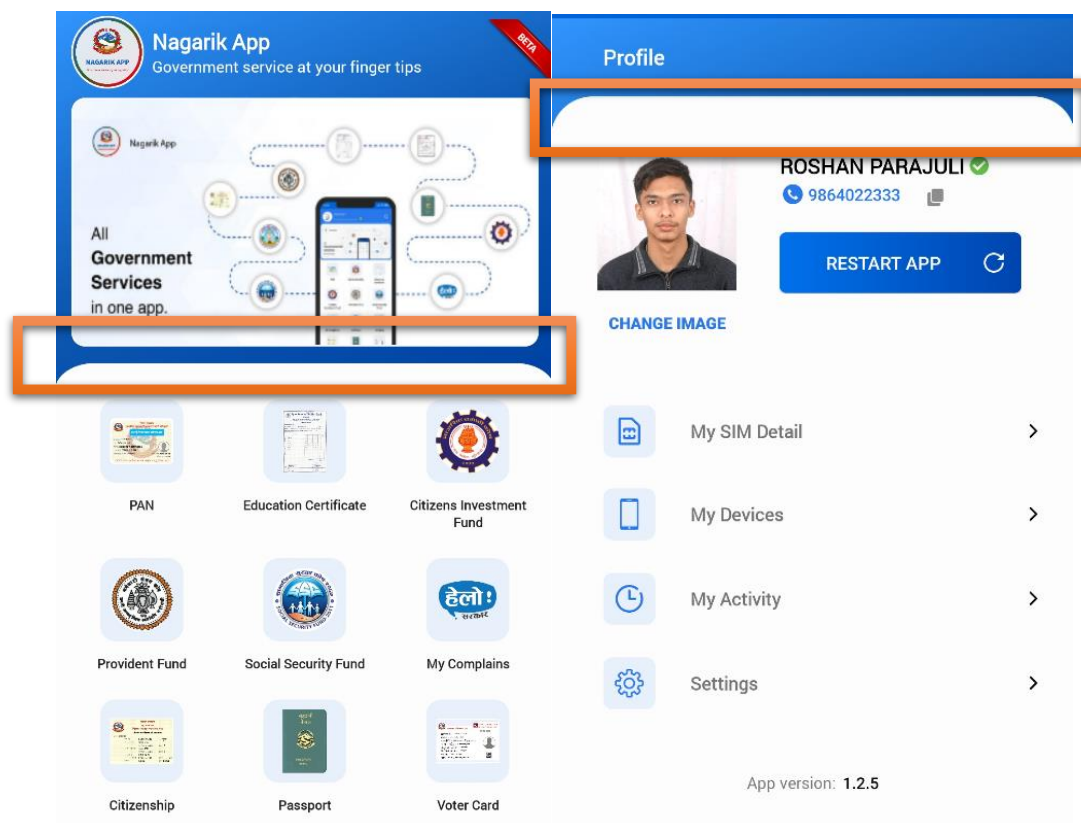 Nagarik App
Government service at your finger tips
BETA
NAGARIK APP
Nagarik App
All
Government
Services
in one app.
PAN
Education Certificate
Citizens Investment
Fund
हेलो !
सरकार
Provident Fund
Social Security Fund
My Complains
Citizenship
Passport
Voter Card
Profile
ROSHAN PARAJULI
9864022333
RESTART APP
CHANGE IMAGE
My SIM Detail
My Devices
My Activity
Settings
App version: 1.2.5